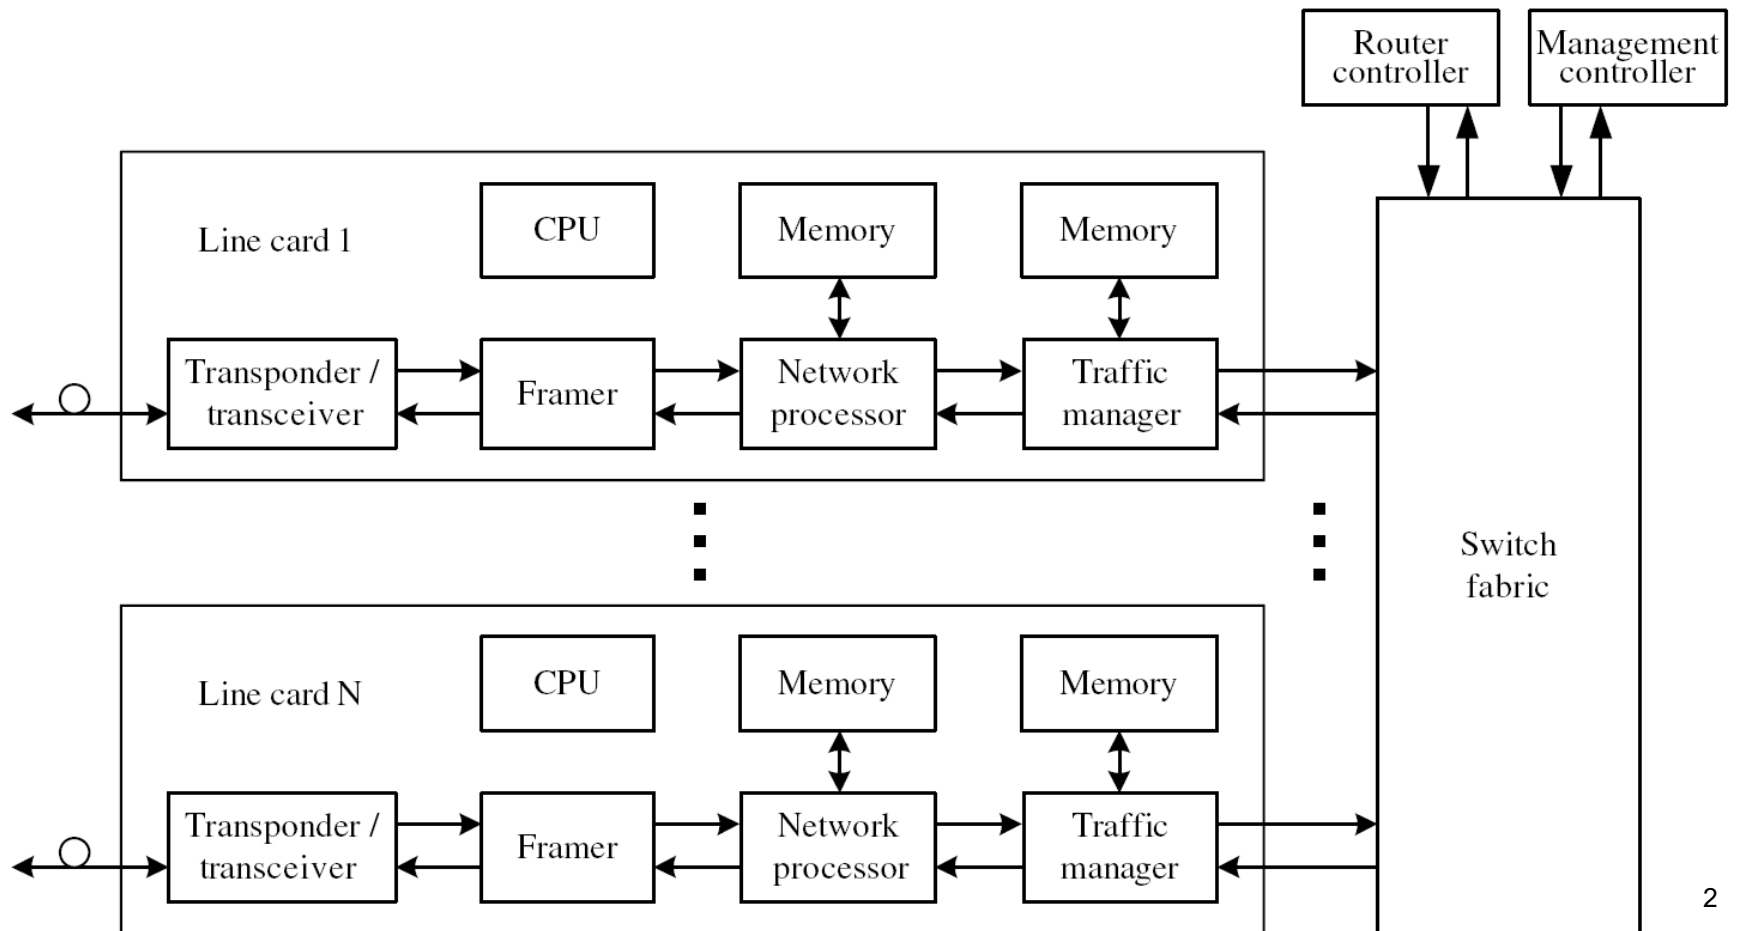 Router
controller
Management
controller
Line card 1
CPU
Memory
Memory
Transponder /
transceiver
Framer
Network
processor
Traffic
manager
Switch
fabric
Line card N
CPU
Memory
Memory
Transponder /
transceiver
Framer
Network
processor
Traffic
manager
2